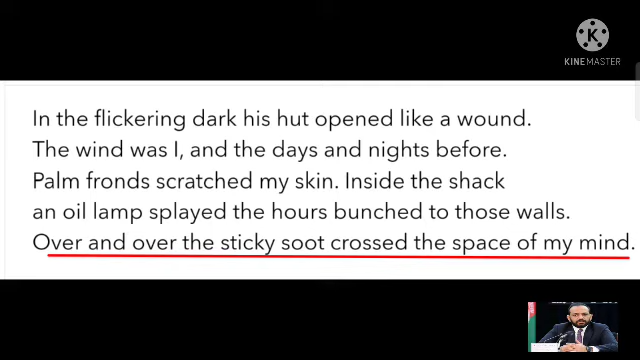 K
KINEMASTER
In the flickering dark his hut opened like a wound.
The wind was I, and the days and nights before.
Palm fronds scratched my skin. Inside the shack
an oil lamp splayed the hours bunched to those walls.
Over and over the sticky soot crossed the space of my mind.